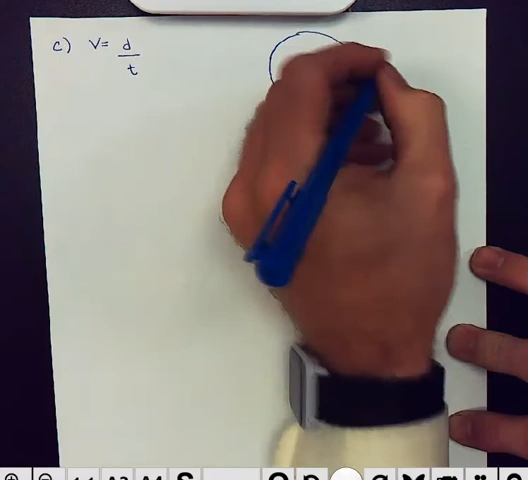 c) V = d
t